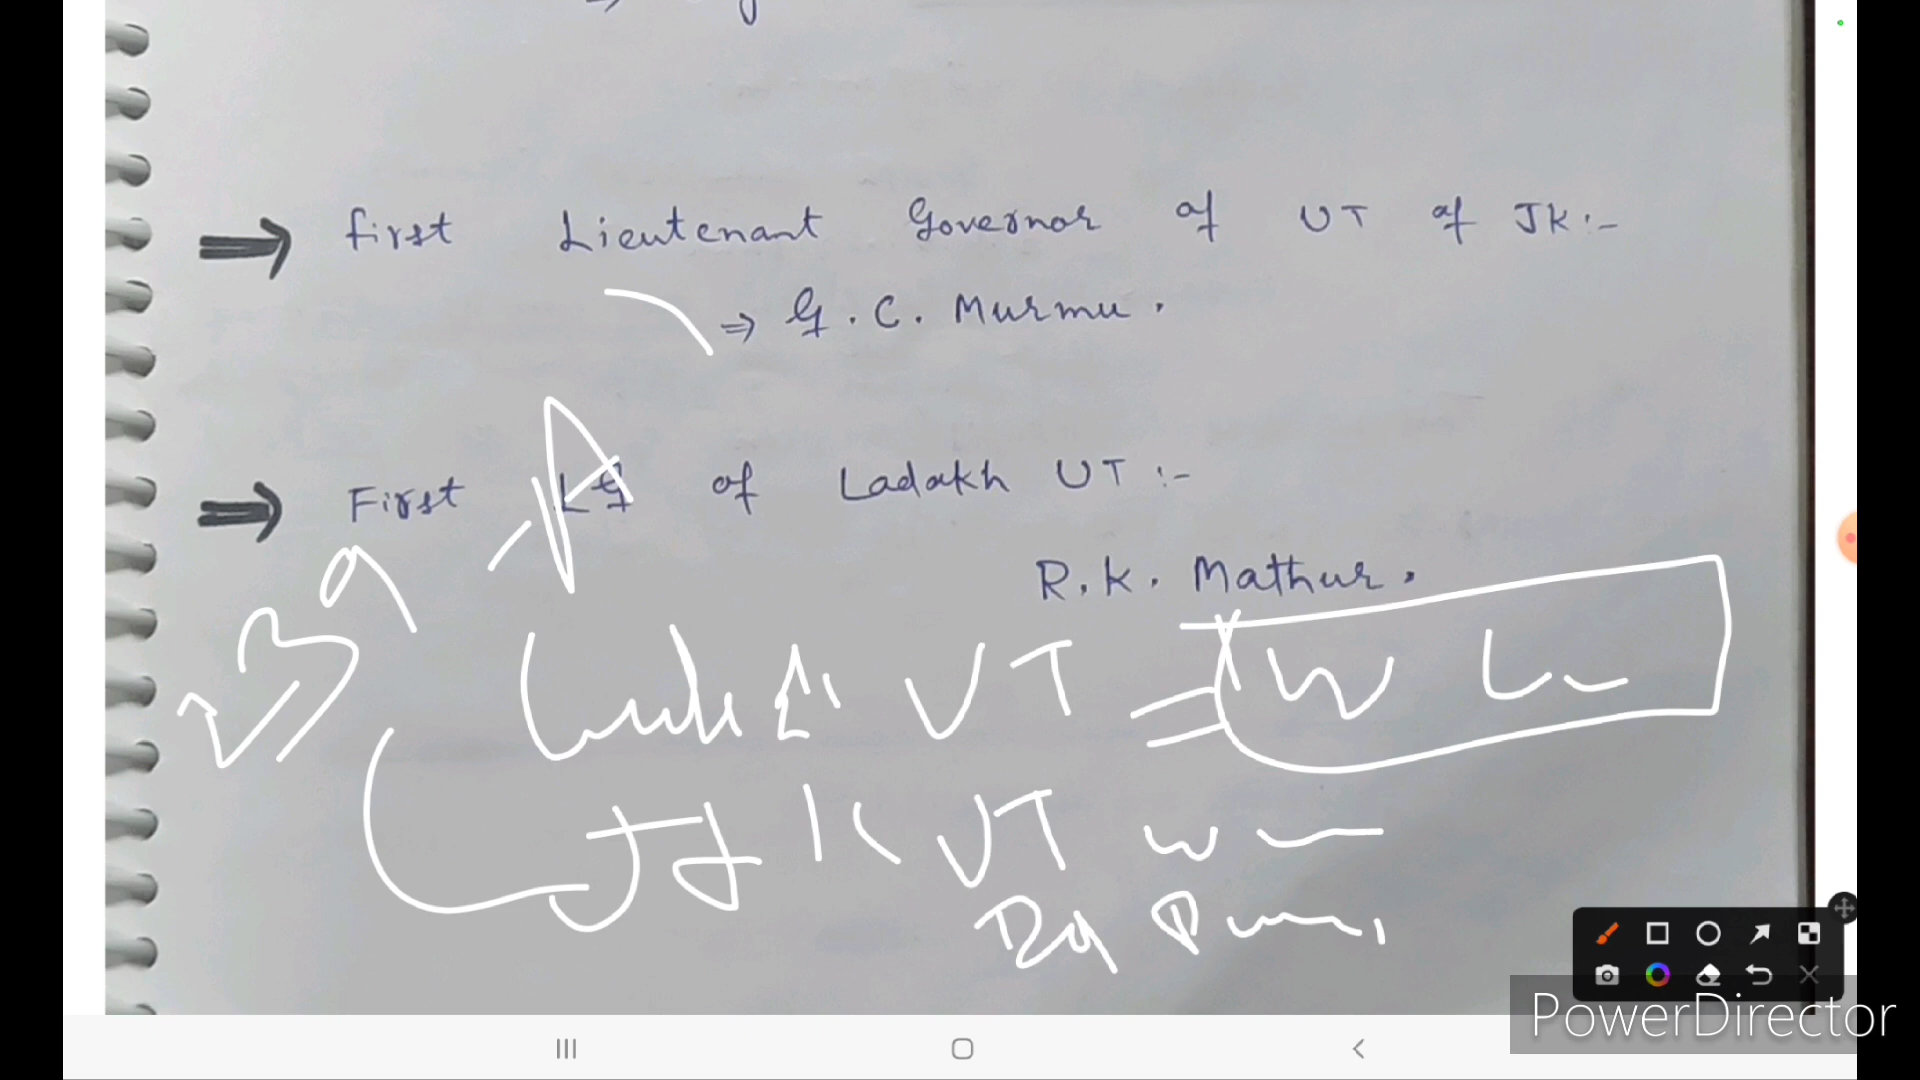 First Lieutenant Governor of UT of JK :-
⇒ G. C. Murmu.
First LG of Ladakh UT :-
R. K. Mathur.
UT = W
J & K UT W
PowerDirector